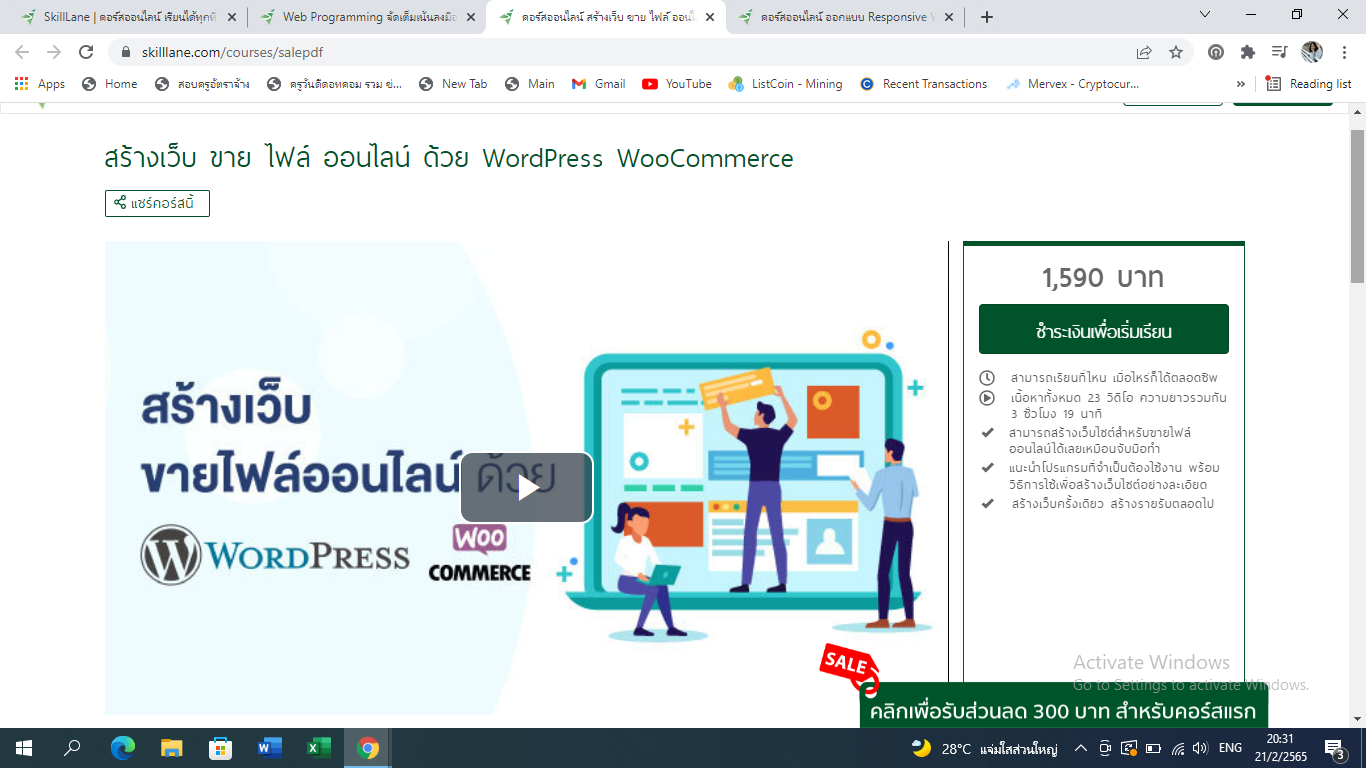 SkillLane | คอร์สออนไลน์ เรียนได้ทุกที่
Web Programming จัดเต็มเน้นลงมือ
คอร์สออนไลน์ สร้างเว็บ ขาย ไฟล์ ออนไ
คอร์สออนไลน์ ออกแบบ Responsive
skilllane.com/courses/salepdf
Apps
Home
สอบครูอัตราจ้าง
ครูวันดีดอทคอม รวม ข่...
New Tab
Main
Gmail
YouTube
ListCoin - Mining
Recent Transactions
Mervex - Cryptocur...
»
Reading list
สร้างเว็บ ขาย ไฟล์ ออนไลน์ ด้วย WordPress WooCommerce
แชร์คอร์สนี้
สร้างเว็บ
ขายไฟล์ออนไลน์ ด้วย
WORDPRESS
WOO
COMMERCE
1,590 บาท
ชำระเงินเพื่อเริ่มเรียน
สามารถเรียนที่ไหน เมื่อไหร่ก็ได้ตลอดชีพ
เนื้อหาทั้งหมด 23 วิดีโอ ความยาวรวมกัน
3 ชั่วโมง 19 นาที
สามารถสร้างเว็บไซต์สำหรับขายไฟล์
ออนไลน์ได้เลยเหมือนจับมือทำ
แนะนำโปรแกรมที่จำเป็นต้องใช้งาน พร้อม
วิธีการใช้เพื่อสร้างเว็บไซต์อย่างละเอียด
สร้างเว็บครั้งเดียว สร้างรายรับตลอดไป
Activate Windows
Go to Settings to activate Windows.
SALE
คลิกเพื่อรับส่วนลด 300 บาท สำหรับคอร์สแรก
28°C แจ่มใสส่วนใหญ่
ENG
20:31
21/2/2565
3